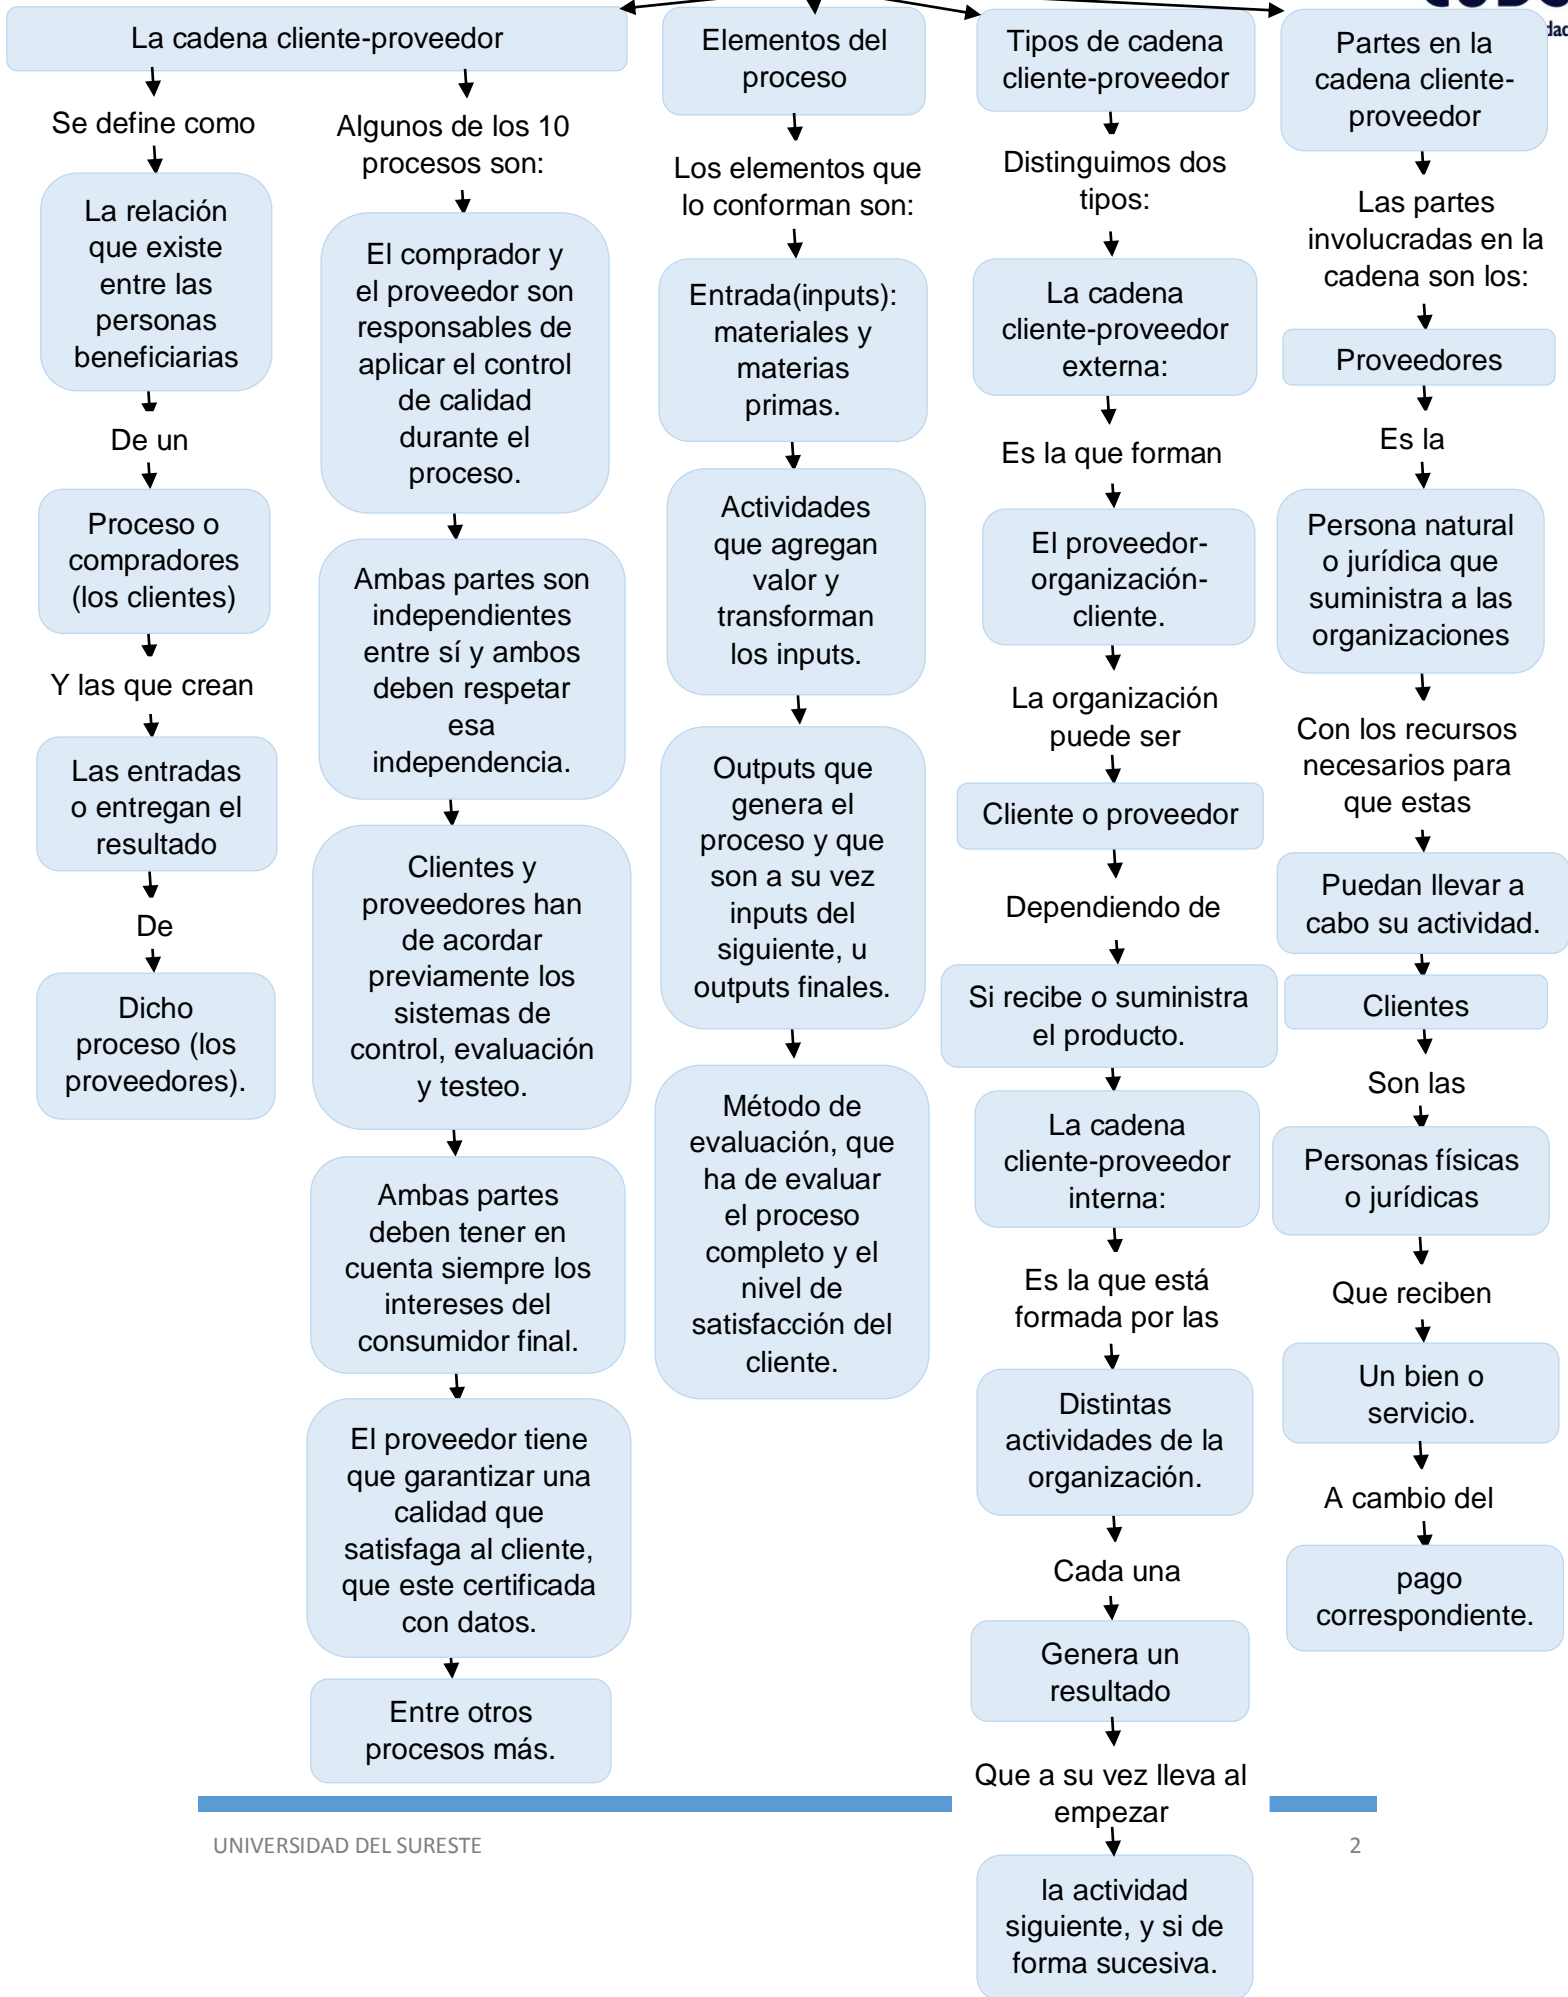 La cadena cliente-proveedor
Se define como
La relación
que existe
entre las
personas
beneficiarias
De un
Proceso o
compradores
(los clientes)
Y las que crean
Las entradas
o entregan el
resultado
De
Dicho
proceso (los
proveedores).
Algunos de los 10
procesos son:
El comprador y
el proveedor son
responsables de
aplicar el control
de calidad
durante el
proceso.
Ambas partes son
independientes
entre sí y ambos
deben respetar
esa
independencia.
Clientes y
proveedores han
de acordar
previamente los
sistemas de
control, evaluación
y testeo.
Ambas partes
deben tener en
cuenta siempre los
intereses del
consumidor final.
El proveedor tiene
que garantizar una
calidad que
satisfaga al cliente,
que este certificada
con datos.
Entre otros
procesos más.
Elementos del
proceso
Los elementos que
lo conforman son:
Entrada(inputs):
materiales y
materias
primas.
Actividades
que agregan
valor y
transforman
los inputs.
Outputs que
genera el
proceso y que
son a su vez
inputs del
siguiente, u
outputs finales.
Método de
evaluación, que
ha de evaluar
el proceso
completo y el
nivel de
satisfacción del
cliente.
Tipos de cadena
cliente-proveedor
Distinguimos dos
tipos:
La cadena
cliente-proveedor
externa:
Es la que forman
El proveedor-
organización-
cliente.
La organización
puede ser
Cliente o proveedor
Dependiendo de
Si recibe o suministra
el producto.
La cadena
cliente-proveedor
interna:
Es la que está
formada por las
Distintas
actividades de la
organización.
Cada una
Genera un
resultado
Que a su vez lleva al
empezar
la actividad
siguiente, y si de
forma sucesiva.
Partes en la
cadena cliente-
proveedor
Las partes
involucradas en la
cadena son los:
Proveedores
Es la
Persona natural
o jurídica que
suministra a las
organizaciones
Con los recursos
necesarios para
que estas
Puedan llevar a
cabo su actividad.
Clientes
Son las
Personas físicas
o jurídicas
Que reciben
Un bien o
servicio.
A cambio del
pago
correspondiente.
UNIVERSIDAD DEL SURESTE
2